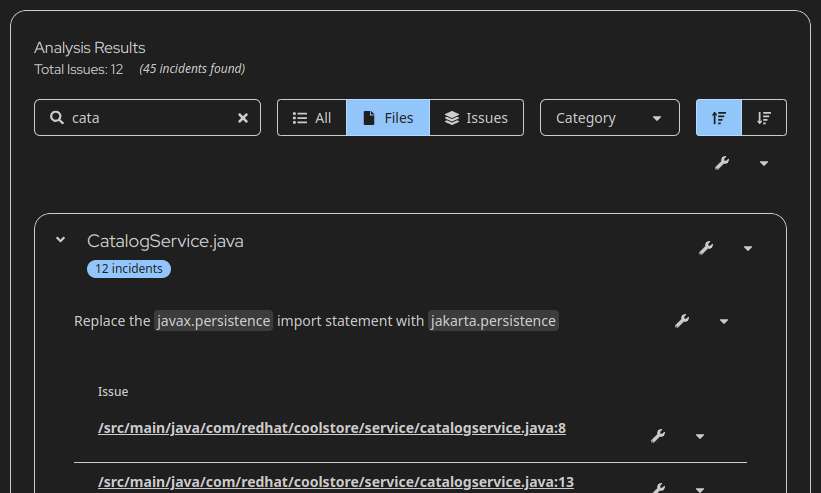 Analysis Results
Total Issues: 12 (45 incidents found)
cata All Files Issues Category
CatalogService.java
12 incidents
Replace the javax.persistence import statement with jakarta.persistence
Issue
/src/main/java/com/redhat/coolstore/service/catalogservice.java:8
/src/main/java/com/redhat/coolstore/service/catalogservice.java:13